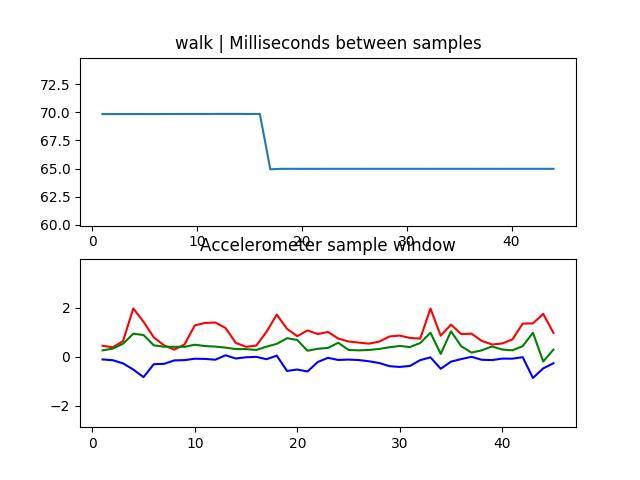 walk | Milliseconds between samples
72.5
70.0
67.5
65.0
62.5
60.0
0 10 20 30 40
Accelerometer sample window
2
0
−2
0 10 20 30 40